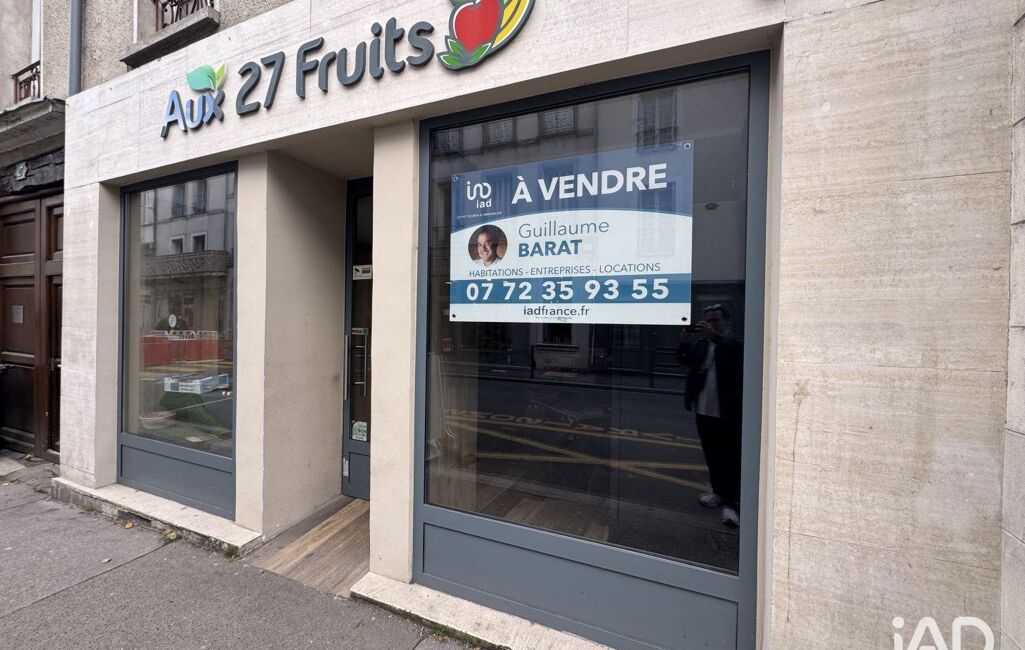 Aux 27 Fruits
iad
À VENDRE
Guillaume
BARAT
HABITATIONS - ENTREPRISES - LOCATIONS
07 72 35 93 55
iadfrance.fr
iAD